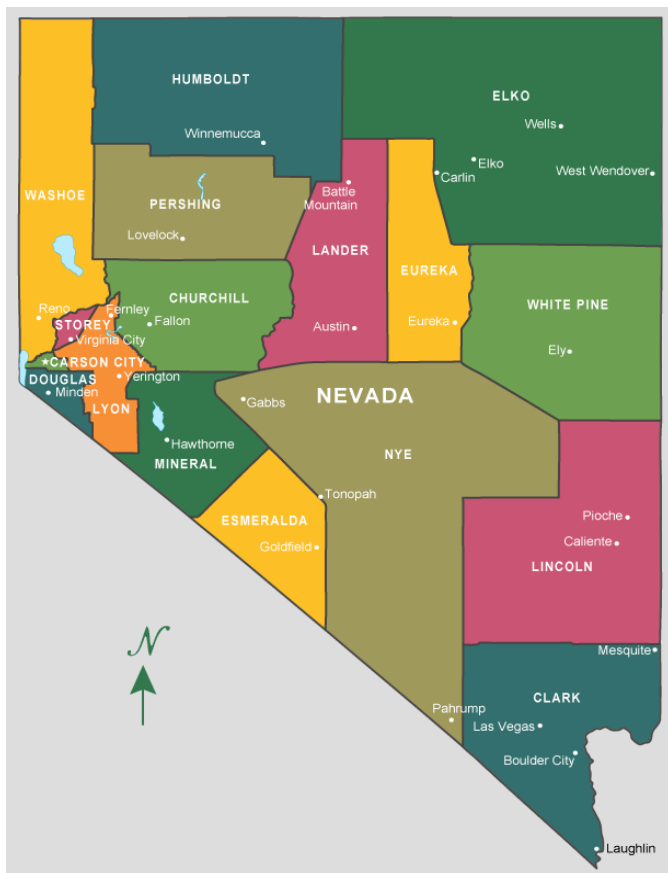 HUMBOLDT
ELKO
Wells
Winnemucca
Elko
Carlin
West Wendover
WASHOE
Battle
Mountain
PERSHING
Lovelock
LANDER
EUREKA
CHURCHILL
WHITE PINE
Reno
Fernley
STOREY
Fallon
Virginia City
Austin
Eureka
Ely
CARSON CITY
DOUGLAS
Yerington
Minden
LYON
NEVADA
Gabbs
Hawthorne
MINERAL
NYE
Tonopah
ESMERALDA
Goldfield
Pioche
Caliente
LINCOLN
N
Mesquite
CLARK
Pahrump
Las Vegas
Boulder City
Laughlin